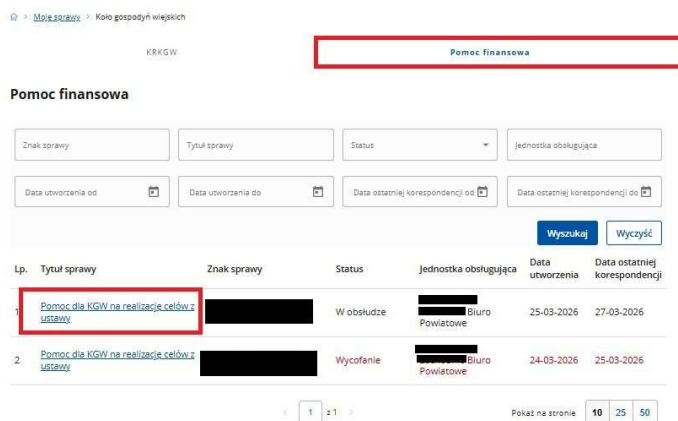 > Moje sprawy > Koło gospodyń wiejskich
KRKGW Pomoc finansowa
Pomoc finansowa
Znak sprawy Tytuł sprawy Status Jednostka obsługująca
Data utworzenia od Data utworzenia do Data ostatniej korespondencji od Data ostatniej korespondencji do
Wyszukaj Wyczyść
Lp. Tytuł sprawy Znak sprawy Status Jednostka obsługująca Data utworzenia Data ostatniej korespondencji
1 Pomoc dla KGW na realizację celów z ustawy W obsłudze Biuro Powiatowe 25-03-2026 27-03-2026
2 Pomoc dla KGW na realizację celów z ustawy Wycofanie Biuro Powiatowe 24-03-2026 25-03-2026
< 1 z 1 > Pokaż na stronie 10 25 50